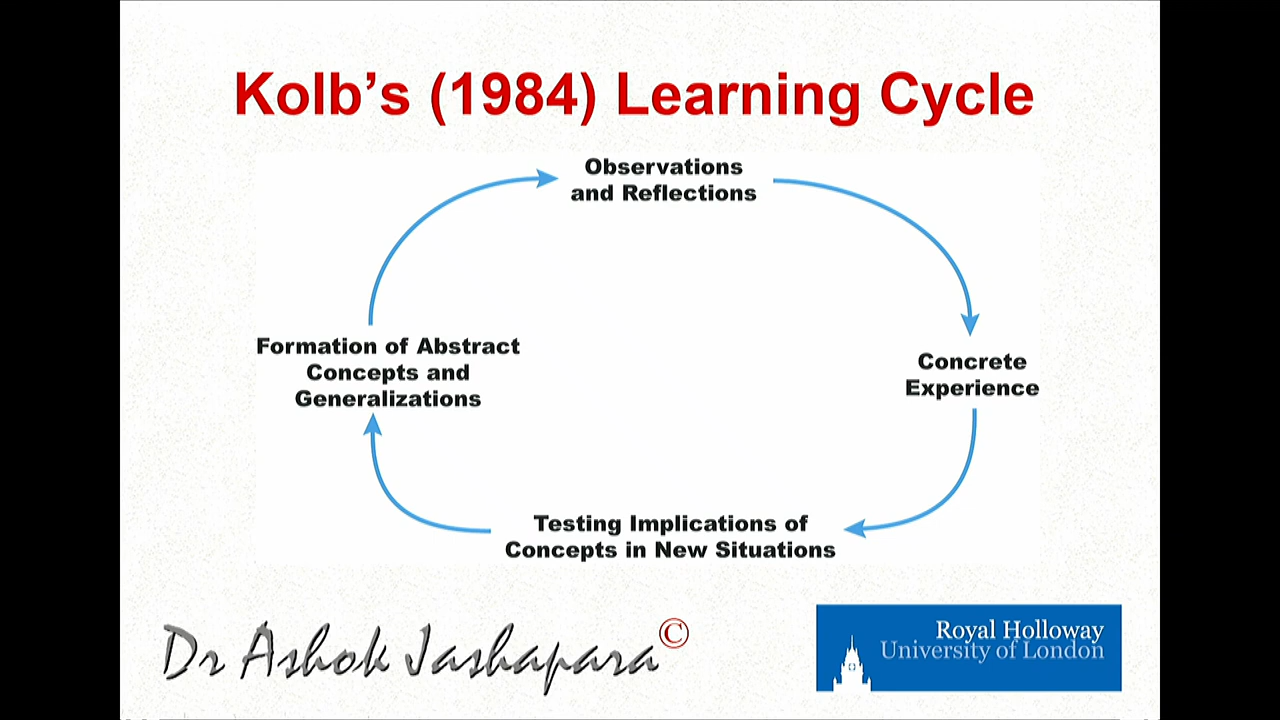 Kolb’s (1984) Learning Cycle
Observations
and Reflections
Formation of Abstract
Concepts and
Generalizations
Concrete
Experience
Testing Implications of
Concepts in New Situations
Dr Ashok Jashapara©
Royal Holloway
University of London